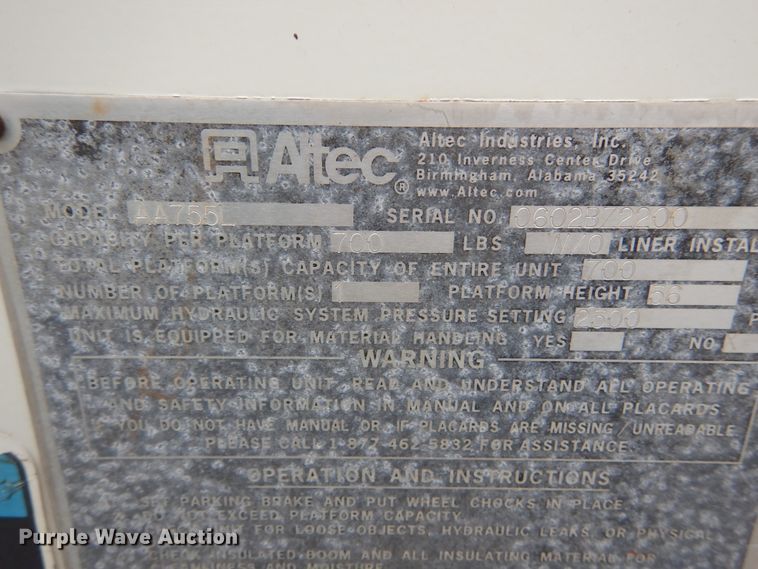 Altec
Altec Industries, Inc.
210 Inverness Center Drive
Birmingham, Alabama 35242
®
www.Altec.com
MODEL AA755L SERIAL NO.
CAPACITY PER PLATFORM 700 LBS LINER INSTAL
TOTAL PLATFORM(S) CAPACITY OF ENTIRE UNIT 700
NUMBER OF PLATFORM(S) 1 PLATFORM HEIGHT
MAXIMUM HYDRAULIC SYSTEM PRESSURE SETTING 2500 P
UNIT IS EQUIPPED FOR MATERIAL HANDLING YES NO X
WARNING
BEFORE OPERATING UNIT, READ AND UNDERSTAND ALL OPERATING
AND SAFETY INFORMATION IN MANUAL AND ON ALL PLACARDS
IF YOU DO NOT HAVE MANUAL OR IF PLACARDS ARE MISSING/UNREADABLE
PLEASE CALL 1-877-462-5832 FOR ASSISTANCE.
OPERATION AND INSTRUCTIONS
SET PARKING BRAKE AND PUT WHEEL CHOCKS IN PLACE.
DO NOT EXCEED PLATFORM CAPACITY.
UNIT FOR LOOSE OBJECTS, HYDRAULIC LEAKS, OR PHYSICAL
CHECK INSULATED BOOM AND ALL INSULATING MATERIAL FOR
CLEANLINESS AND MOISTURE.
Purple Wave Auction